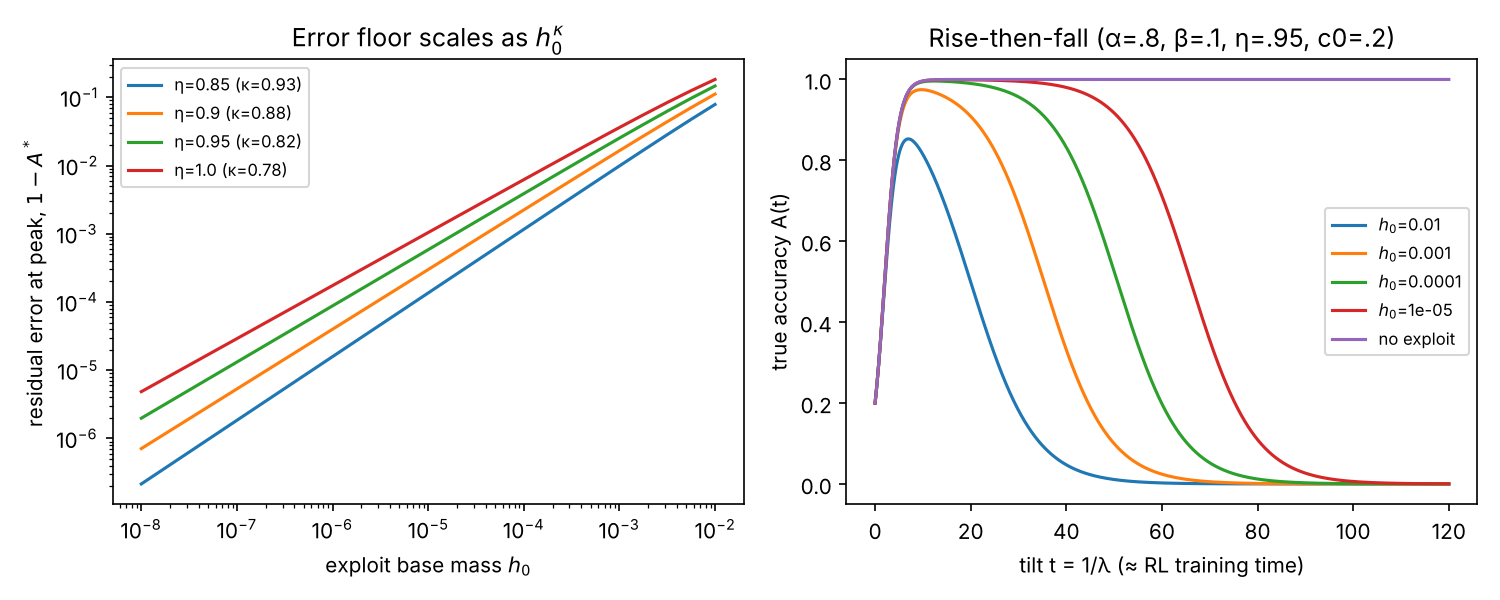 Error floor scales as $h_0^κ$
η=0.85 (κ=0.93)
η=0.9 (κ=0.88)
η=0.95 (κ=0.82)
η=1.0 (κ=0.78)
residual error at peak, 1 − A*
10⁻¹
10⁻²
10⁻³
10⁻⁴
10⁻⁵
10⁻⁶
10⁻⁸ 10⁻⁷ 10⁻⁶ 10⁻⁵ 10⁻⁴ 10⁻³ 10⁻²
exploit base mass h₀
Rise-then-fall (α=.8, β=.1, η=.95, c0=.2)
true accuracy A(t)
1.0
0.8
0.6
0.4
0.2
0.0
h₀=0.01
h₀=0.001
h₀=0.0001
h₀=1e-05
no exploit
0 20 40 60 80 100 120
tilt t = 1/λ (≈ RL training time)